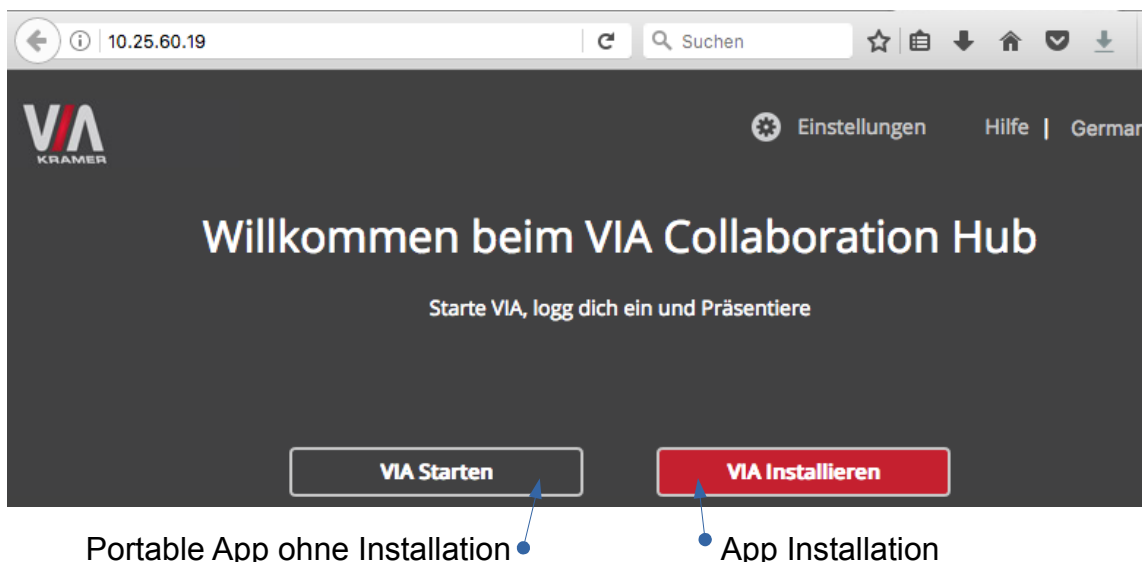 10.25.60.19
Suchen
VIA
KRAMER
Einstellungen Hilfe | German
Willkommen beim VIA Collaboration Hub
Starte VIA, logg dich ein und Präsentiere
VIA Starten VIA Installieren
Portable App ohne Installation App Installation